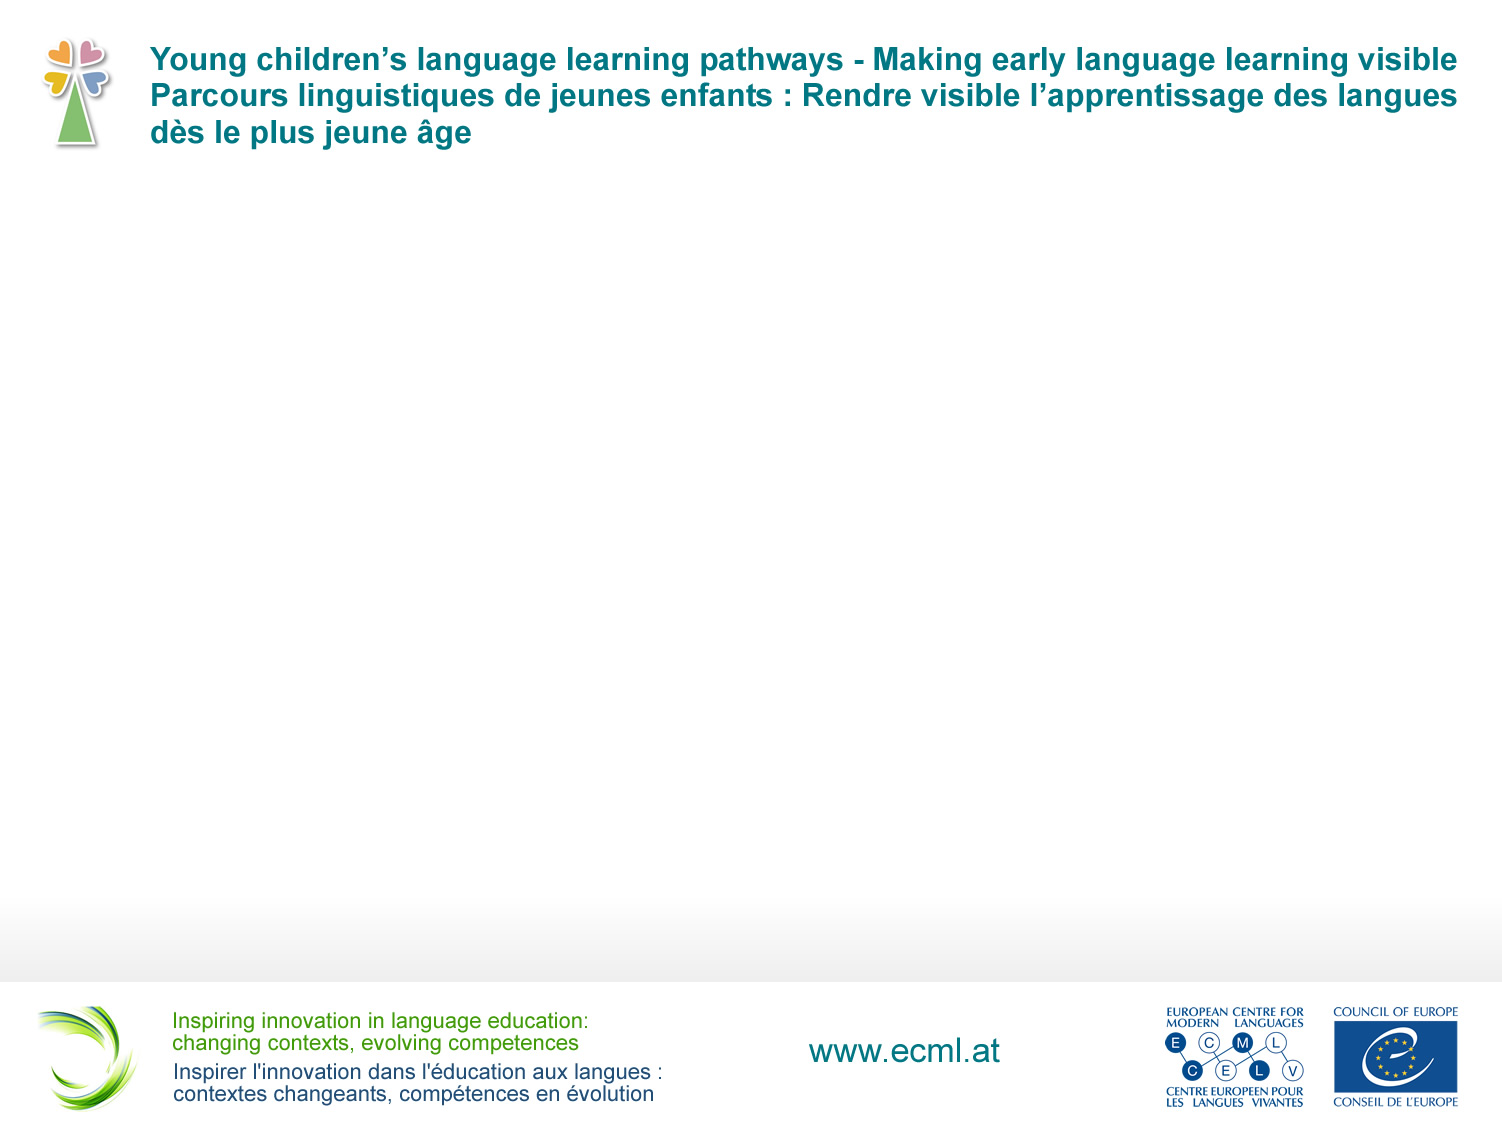 Young children’s language learning pathways - Making early language learning visible
Parcours linguistiques de jeunes enfants : Rendre visible l’apprentissage des langues
dès le plus jeune âge
Inspiring innovation in language education:
changing contexts, evolving competences
Inspirer l'innovation dans l'éducation aux langues :
contextes changeants, compétences en évolution
www.ecml.at
EUROPEAN CENTRE FOR
MODERN LANGUAGES
E C M L
C E L V
CENTRE EUROPEEN POUR
LES LANGUES VIVANTES
COUNCIL OF EUROPE
CONSEIL DE L'EUROPE